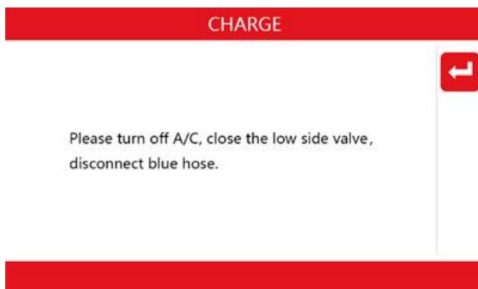 CHARGE
Please turn off A/C, close the low side valve,
disconnect blue hose.